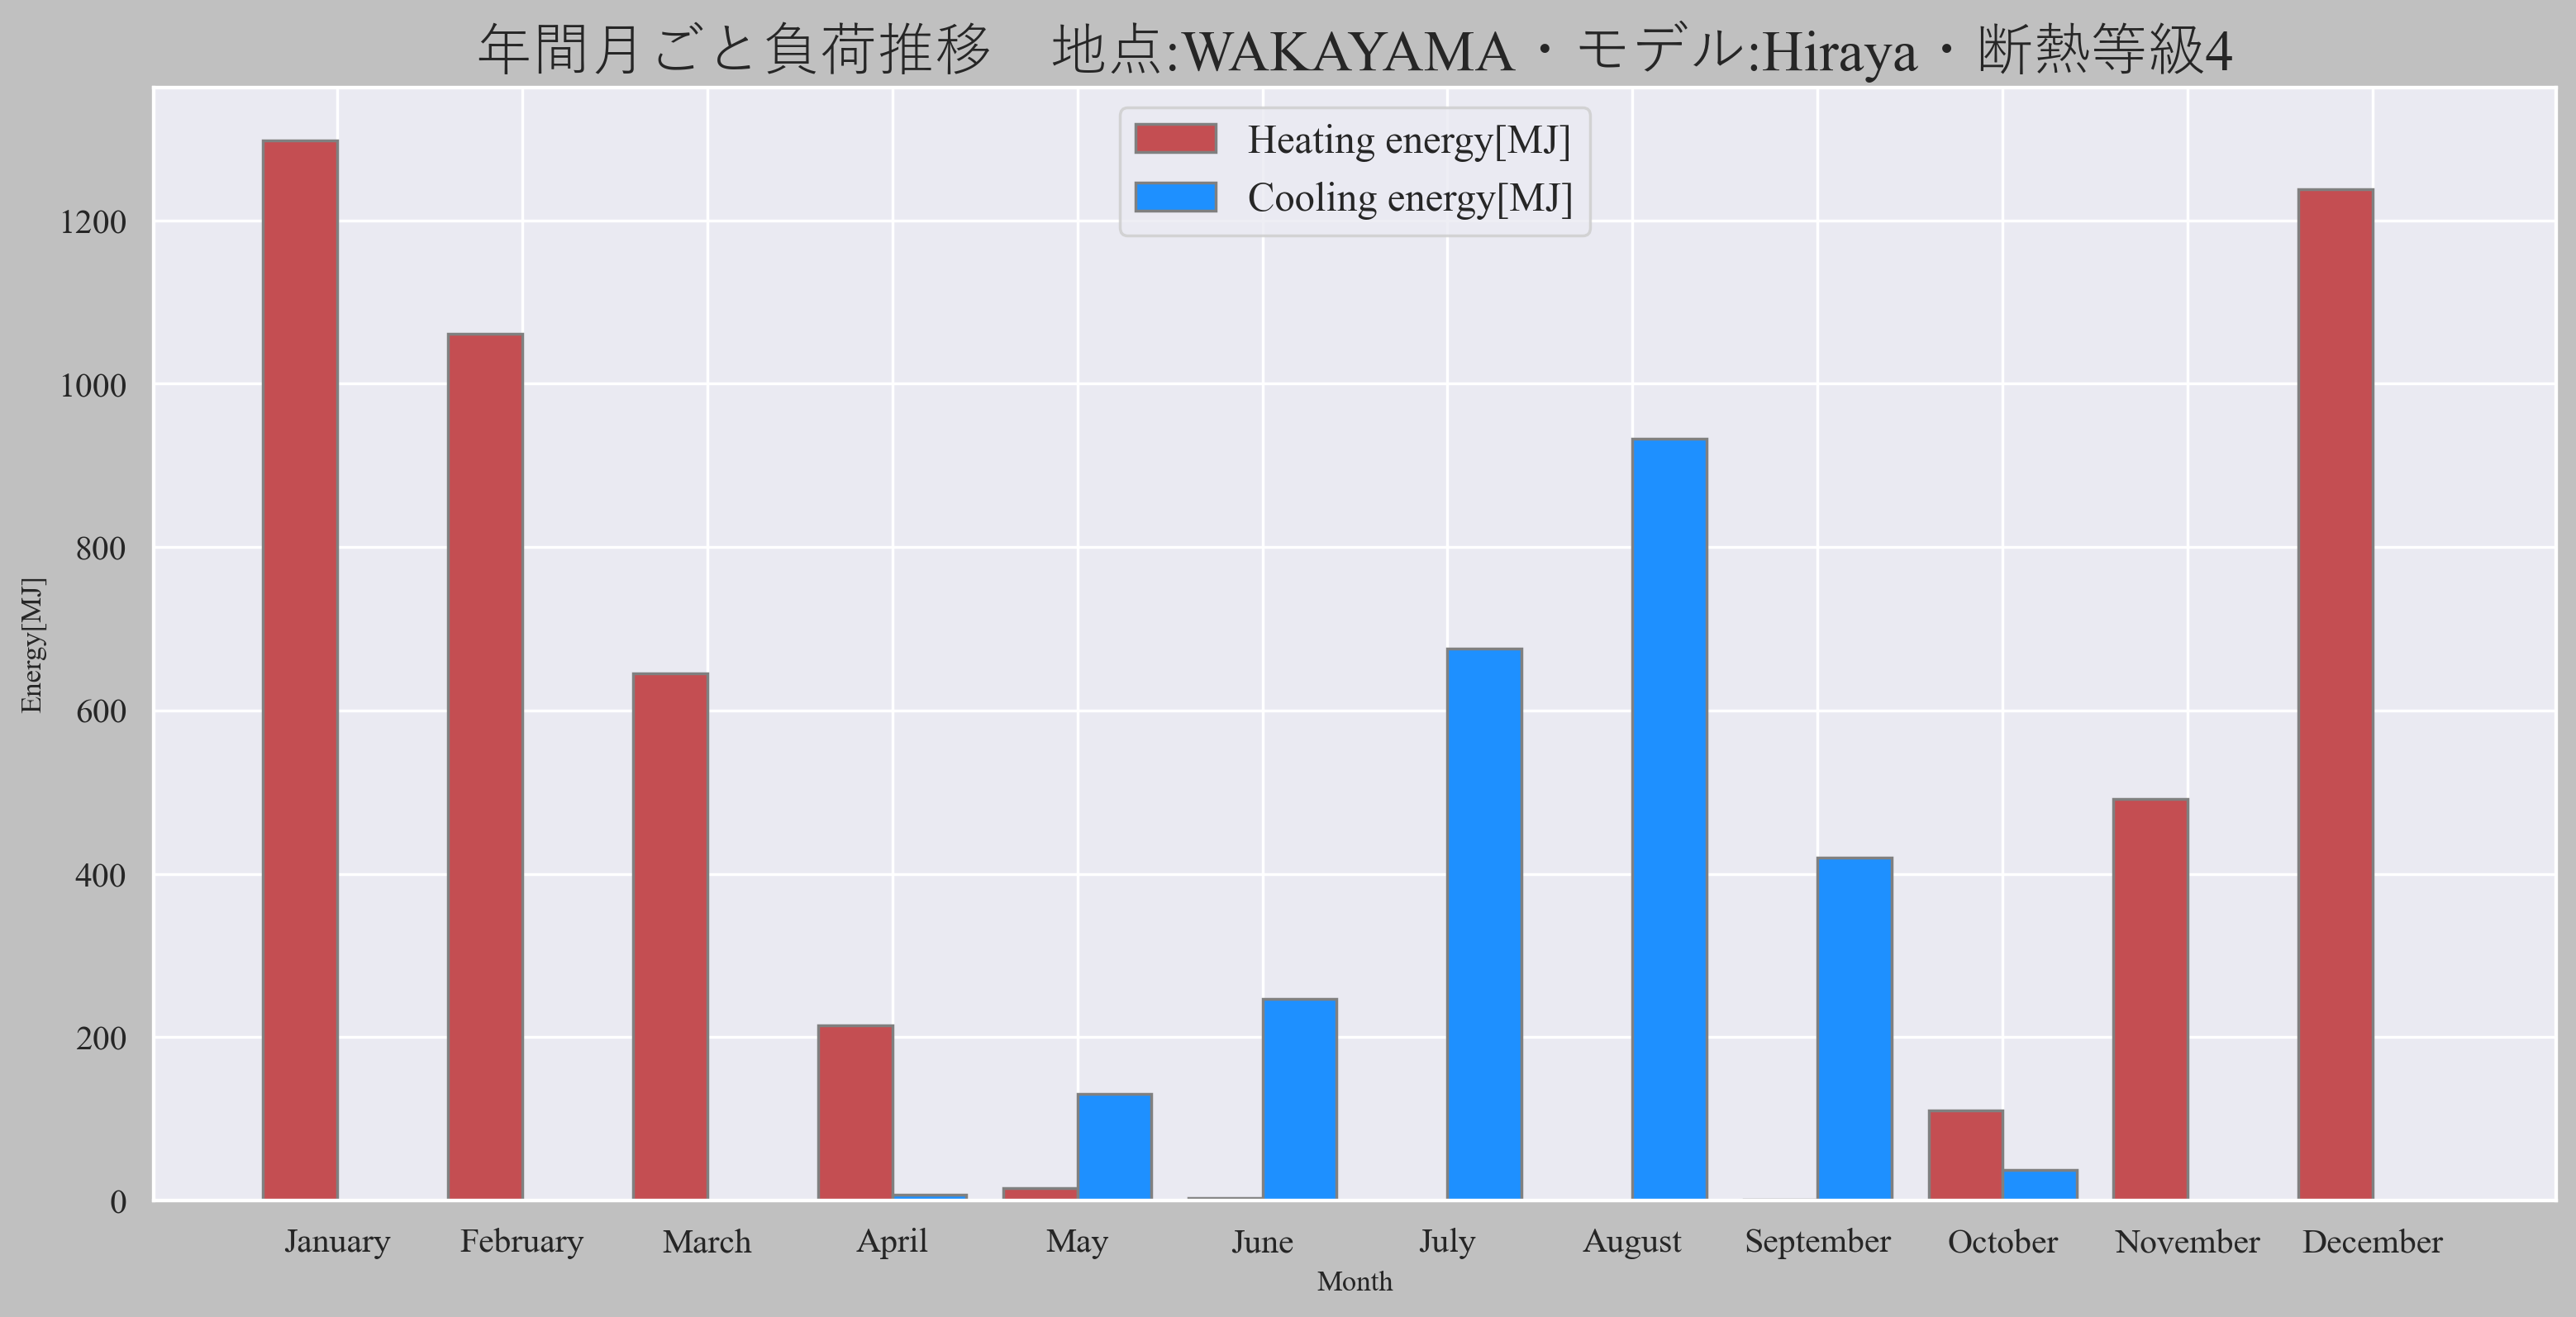 年間月ごと負荷推移　地点:WAKAYAMA・モデル:Hiraya・断熱等級4
Heating energy[MJ]
Cooling energy[MJ]
Energy[MJ]
1200
1000
800
600
400
200
0
January February March April May June July August September October November December
Month